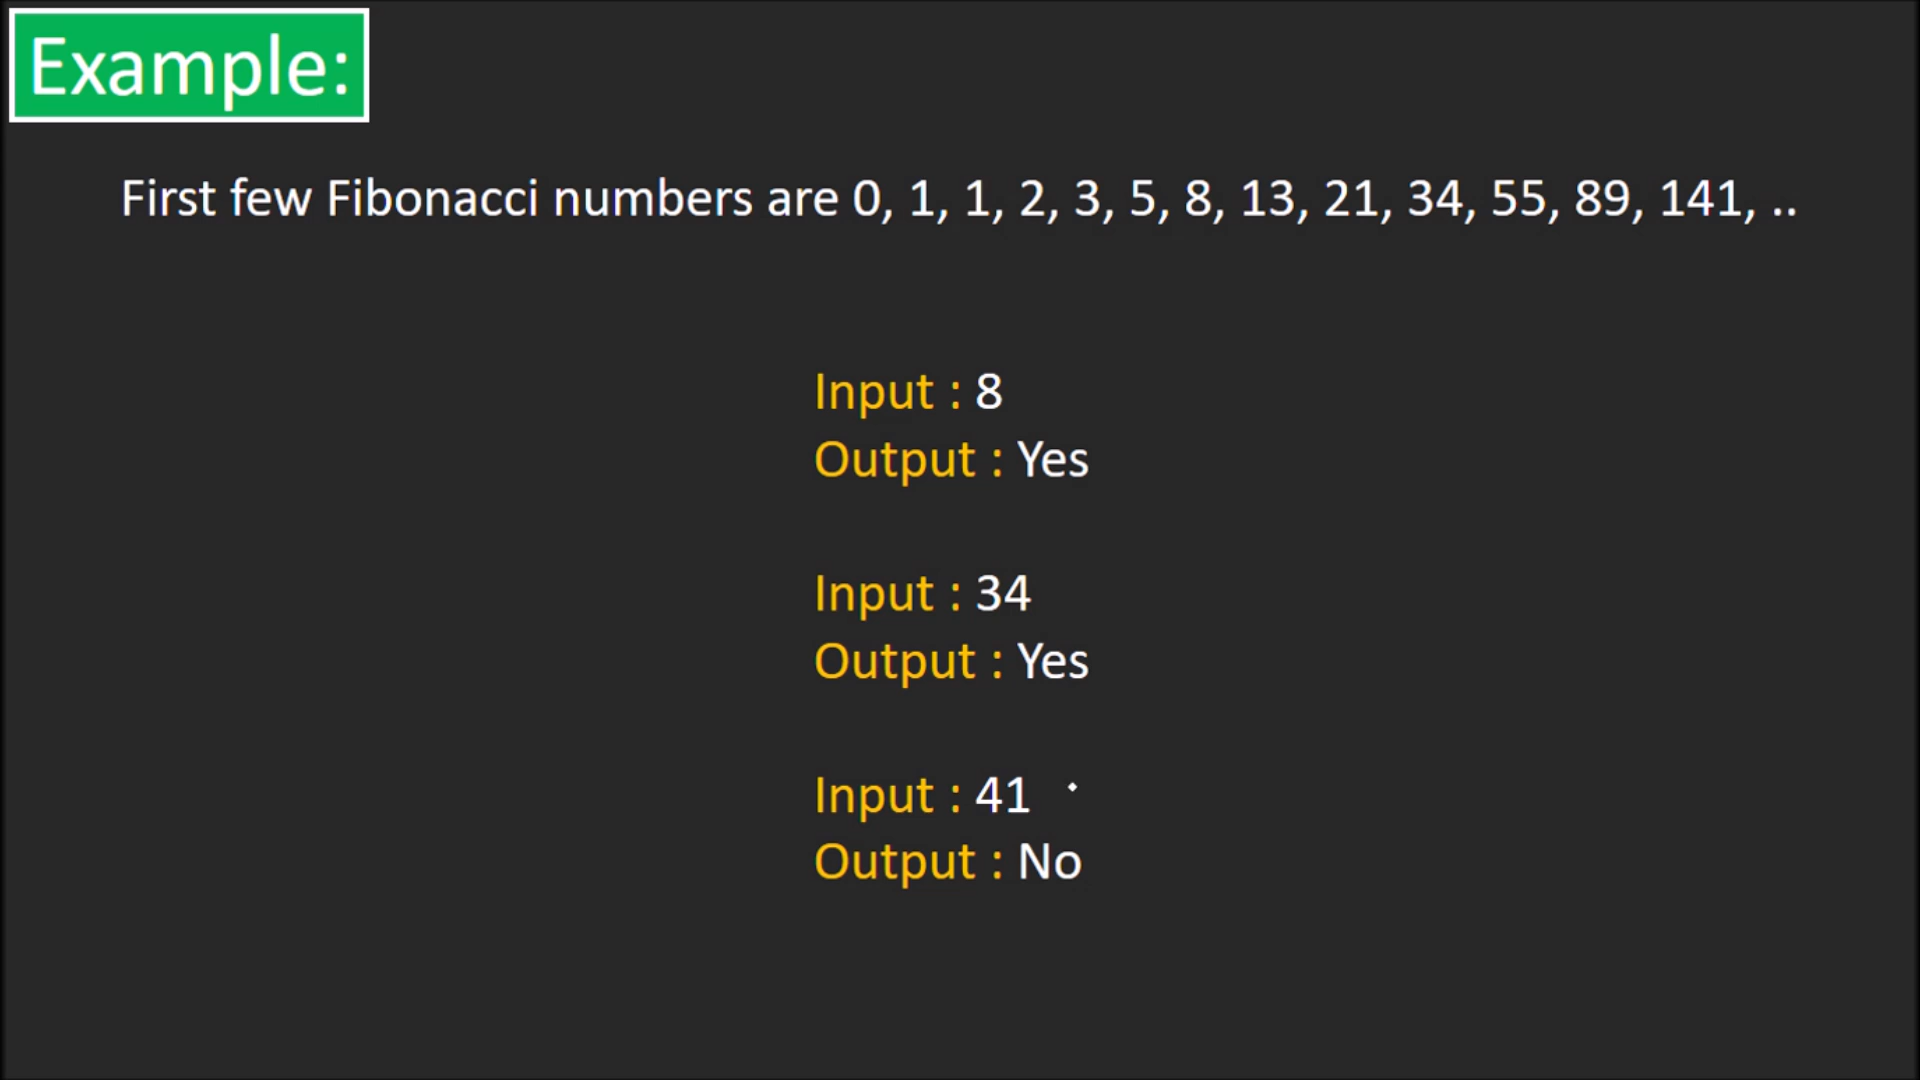 Example:
First few Fibonacci numbers are 0, 1, 1, 2, 3, 5, 8, 13, 21, 34, 55, 89, 141, ..
Input : 8
Output : Yes
Input : 34
Output : Yes
Input : 41
Output : No